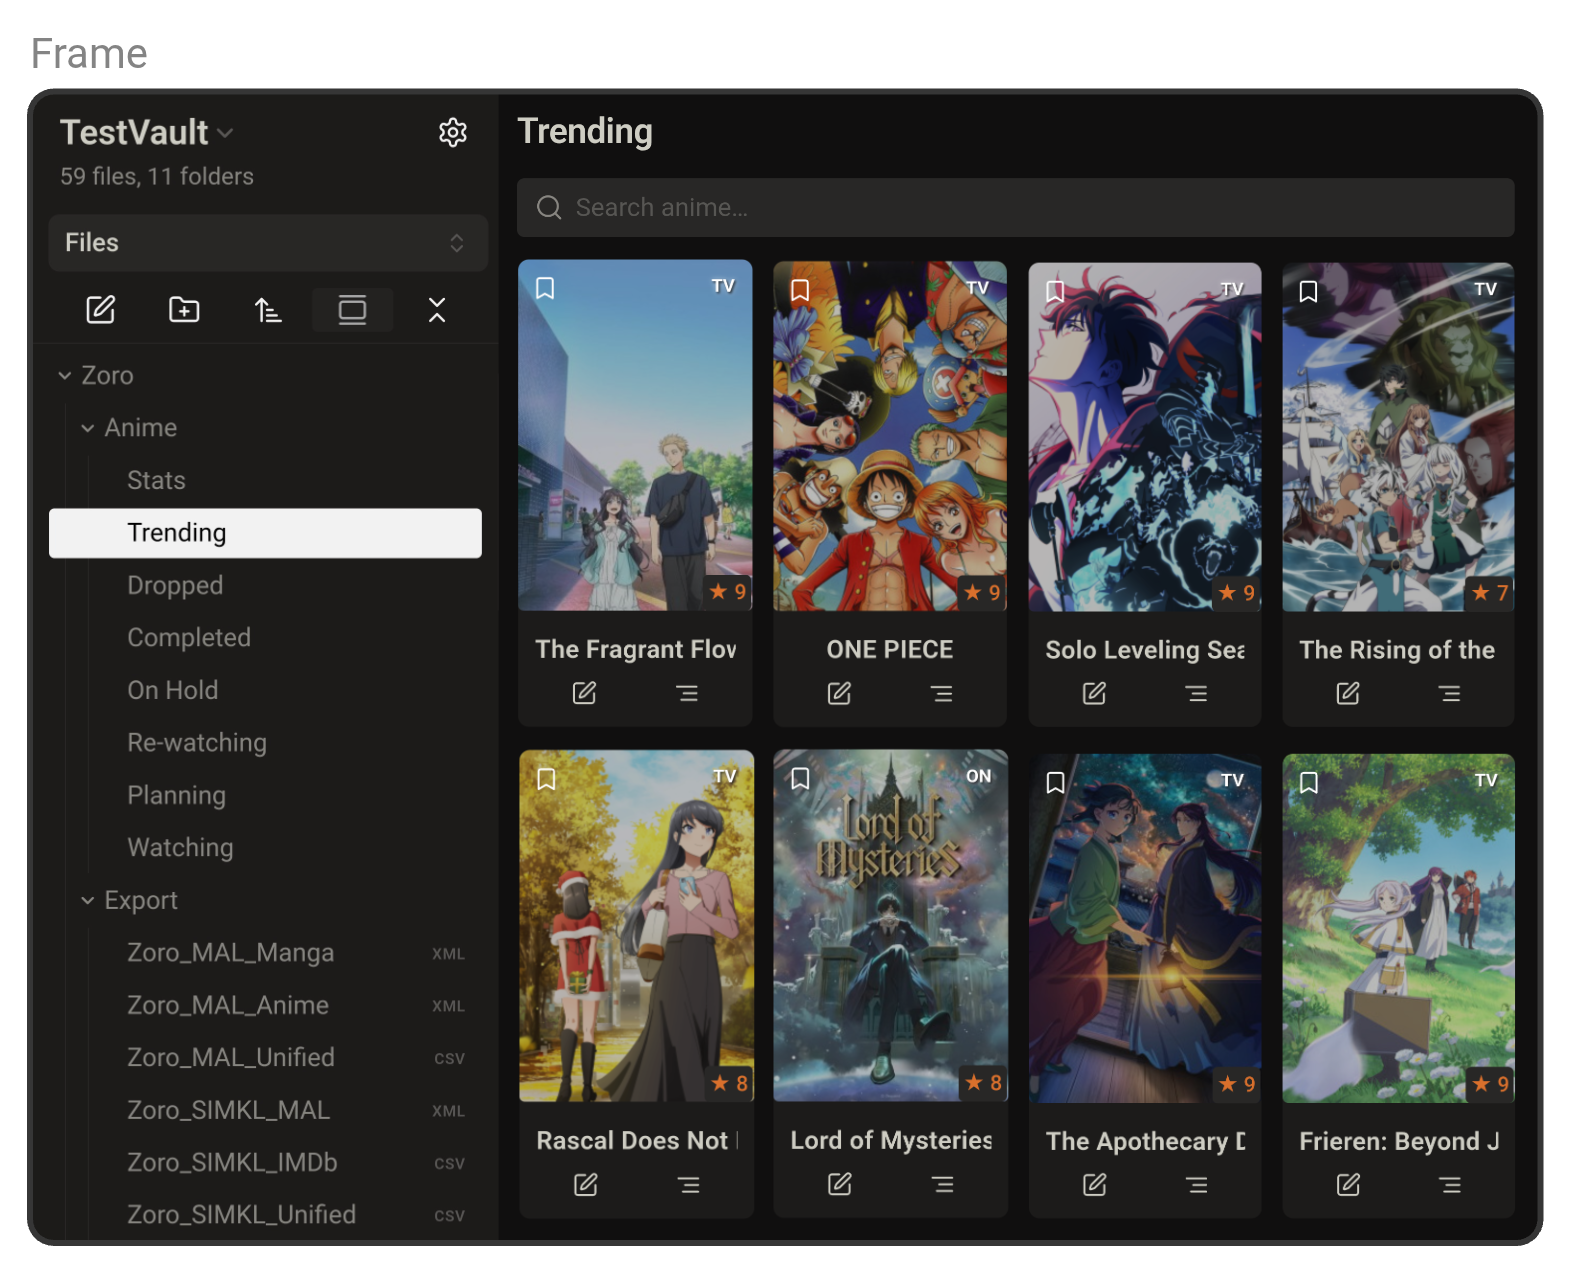 Frame
TestVault
59 files, 11 folders
Files
Zoro
Anime
Stats
Trending
Dropped
Completed
On Hold
Re-watching
Planning
Watching
Export
Zoro_MAL_Manga XML
Zoro_MAL_Anime XML
Zoro_MAL_Unified CSV
Zoro_SIMKL_MAL XML
Zoro_SIMKL_IMDb CSV
Zoro_SIMKL_Unified CSV
Trending
Search anime...
TV
★ 9
The Fragrant Flow
TV
★ 9
ONE PIECE
TV
★ 9
Solo Leveling Sea
TV
★ 7
The Rising of the
TV
★ 8
Rascal Does Not
ON
Lord of
Mysteries
★ 8
Lord of Mysteries
TV
★ 9
The Apothecary D
TV
★ 9
Frieren: Beyond J